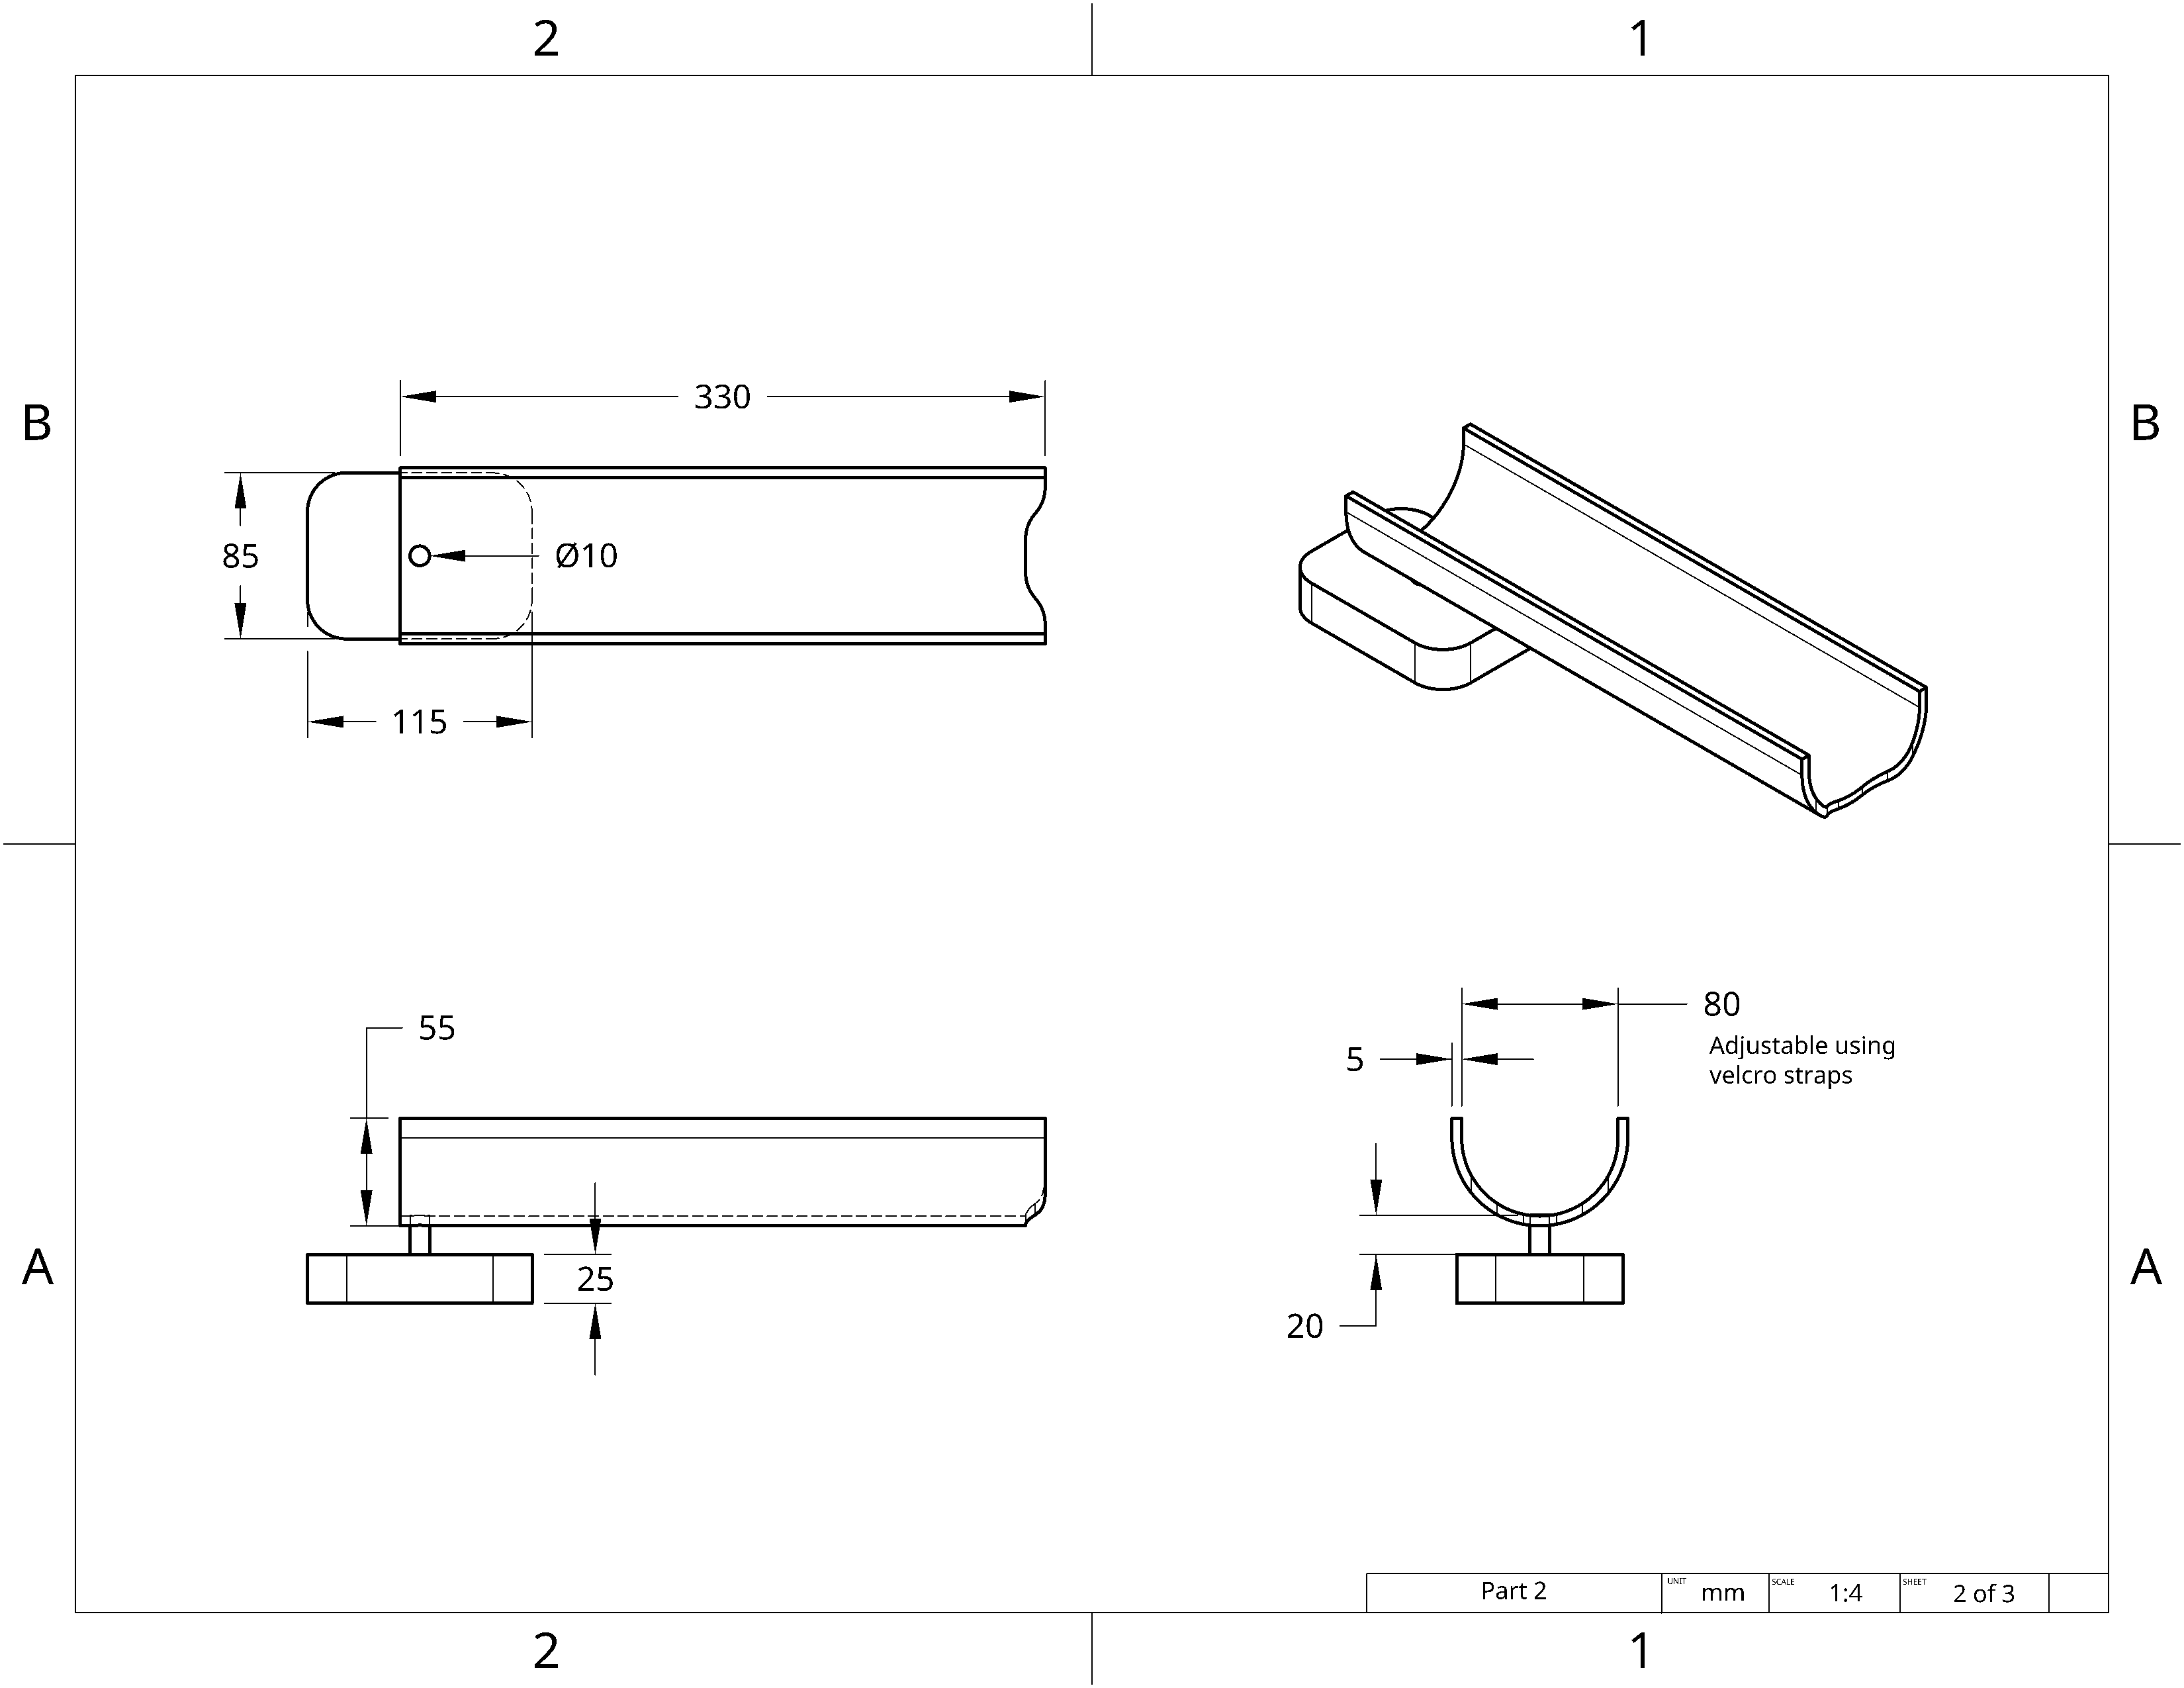 2
1
B
B
330
85
Ø10
115
55
80
Adjustable using
velcro straps
5
25
20
A
A
Part 2
UNIT
mm
SCALE
1:4
SHEET
2 of 3
2
1